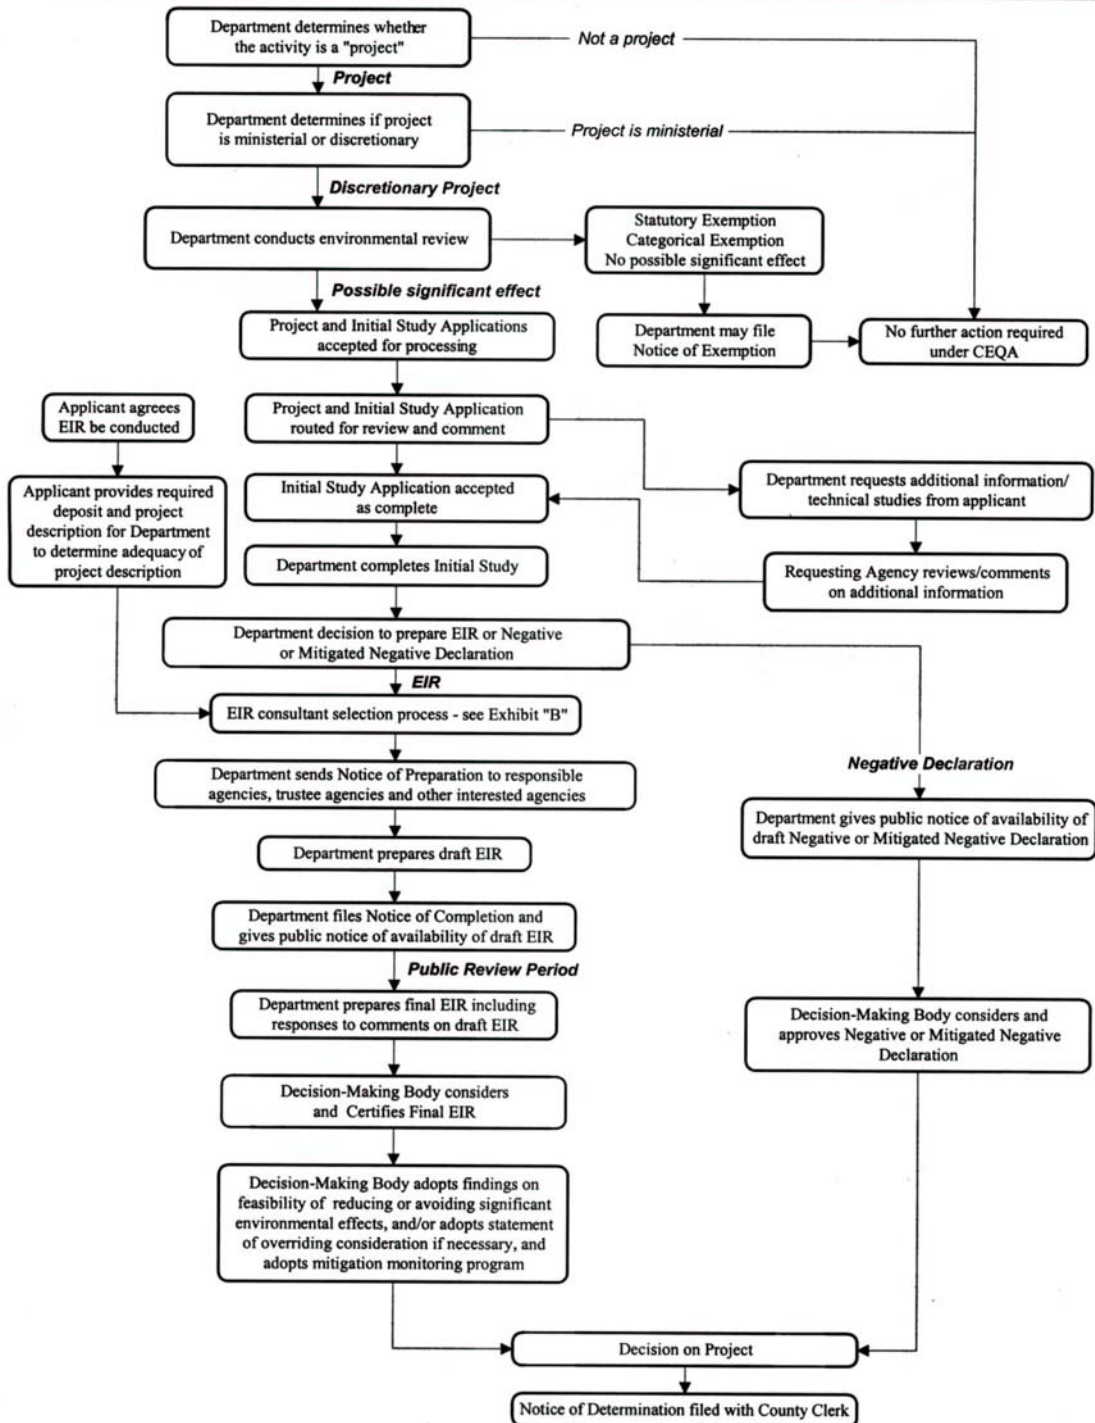 Department determines whether
the activity is a "project"
Not a project
Project
Department determines if project
is ministerial or discretionary
Project is ministerial
Discretionary Project
Department conducts environmental review
Statutory Exemption
Categorical Exemption
No possible significant effect
Possible significant effect
Project and Initial Study Applications
accepted for processing
Department may file
Notice of Exemption
No further action required
under CEQA
Applicant agreees
EIR be conducted
Project and Initial Study Application
routed for review and comment
Applicant provides required
deposit and project
description for Department
to determine adequacy of
project description
Initial Study Application accepted
as complete
Department requests additional information/
technical studies from applicant
Department completes Initial Study
Requesting Agency reviews/comments
on additional information
Department decision to prepare EIR or Negative
or Mitigated Negative Declaration
EIR
EIR consultant selection process - see Exhibit "B"
Department sends Notice of Preparation to responsible
agencies, trustee agencies and other interested agencies
Negative Declaration
Department gives public notice of availability of
draft Negative or Mitigated Negative Declaration
Department prepares draft EIR
Department files Notice of Completion and
gives public notice of availability of draft EIR
Public Review Period
Department prepares final EIR including
responses to comments on draft EIR
Decision-Making Body considers and
approves Negative or Mitigated Negative
Declaration
Decision-Making Body considers
and Certifies Final EIR
Decision-Making Body adopts findings on
feasibility of reducing or avoiding significant
environmental effects, and/or adopts statement
of overriding consideration if necessary, and
adopts mitigation monitoring program
Decision on Project
Notice of Determination filed with County Clerk